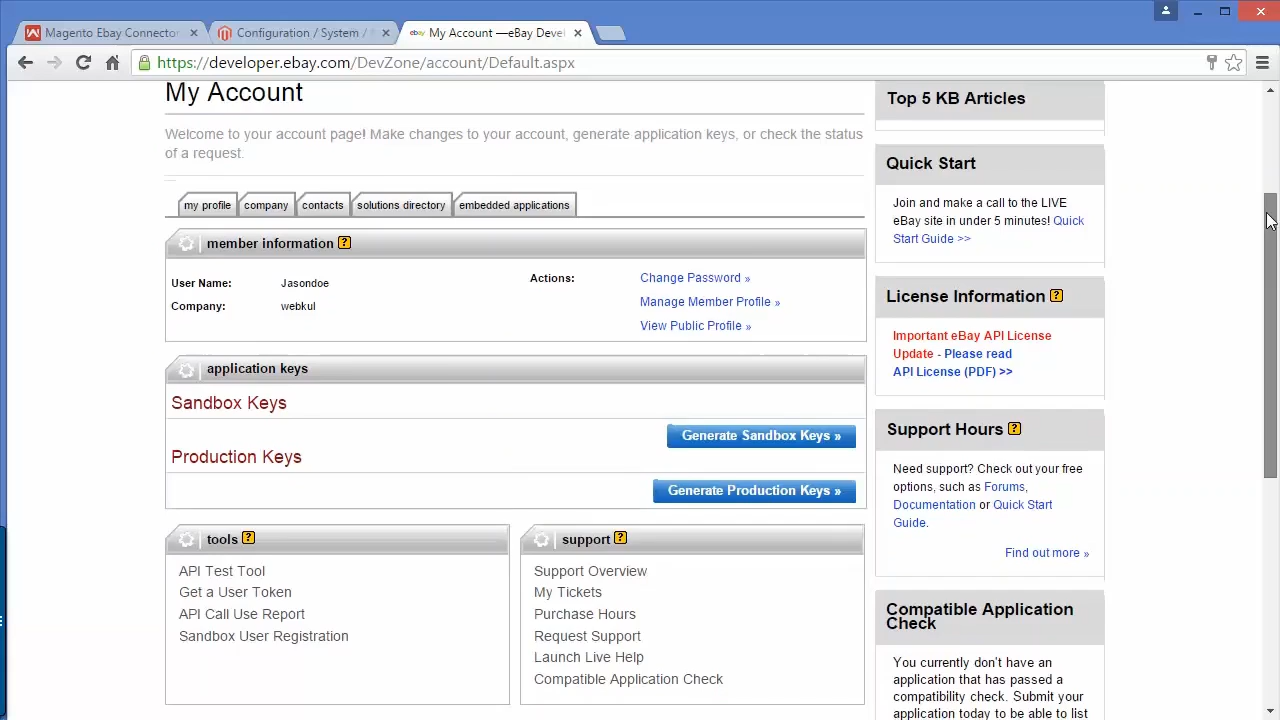 Magento Ebay Connector
Configuration / System /
ebay My Account —eBay Deve
https://developer.ebay.com/DevZone/account/Default.aspx
My Account
Welcome to your account page! Make changes to your account, generate application keys, or check the status
of a request.
my profile
company
contacts
solutions directory
embedded applications
member information ?
User Name: Jasondoe
Company: webkul
Actions:
Change Password »
Manage Member Profile »
View Public Profile »
application keys
Sandbox Keys
Generate Sandbox Keys »
Production Keys
Generate Production Keys »
tools ?
API Test Tool
Get a User Token
API Call Use Report
Sandbox User Registration
support ?
Support Overview
My Tickets
Purchase Hours
Request Support
Launch Live Help
Compatible Application Check
Top 5 KB Articles
Quick Start
Join and make a call to the LIVE
eBay site in under 5 minutes! Quick
Start Guide >>
License Information ?
Important eBay API License
Update - Please read
API License (PDF) >>
Support Hours ?
Need support? Check out your free
options, such as Forums,
Documentation or Quick Start
Guide.
Find out more »
Compatible Application
Check
You currently don't have an
application that has passed a
compatibility check. Submit your
application today to be able to list